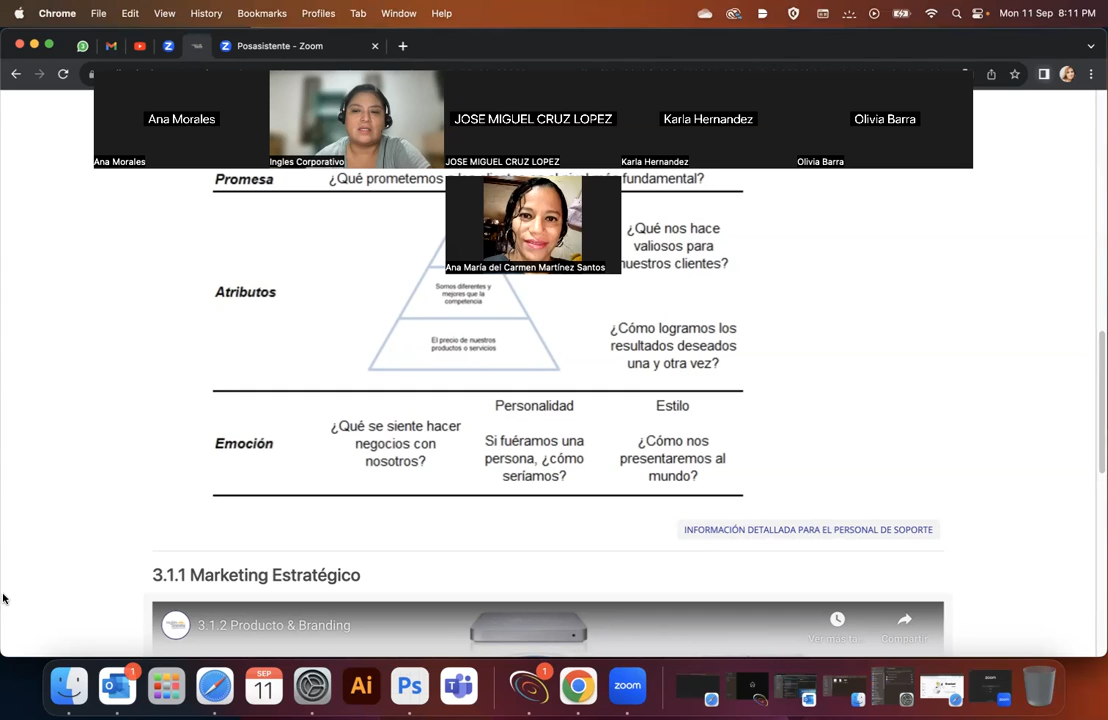 Chrome File Edit View History Bookmarks Profiles Tab Window Help Mon 11 Sep 8:11 PM
Posasistente - Zoom
Ana Morales JOSE MIGUEL CRUZ LOPEZ Karla Hernandez Olivia Barra
Ana Morales Ingles Corporativo JOSE MIGUEL CRUZ LOPEZ Karla Hernandez Olivia Barra
Promesa ¿Qué prometemos fundamental?
¿Qué nos hace
valiosos para
nuestros clientes?
Ana María del Carmen Martínez Santos
Atributos
Somos diferentes y
mejores que la
competencia
El precio de nuestros
productos o servicios
¿Cómo logramos los
resultados deseados
una y otra vez?
Emoción
¿Qué se siente hacer
negocios con
nosotros?
Personalidad
Si fuéramos una
persona, ¿cómo
seríamos?
Estilo
¿Cómo nos
presentaremos al
mundo?
INFORMACIÓN DETALLADA PARA EL PERSONAL DE SOPORTE
3.1.1 Marketing Estratégico
3.1.2 Producto & Branding
Ver más ta... Compartir
1 SEP 11 Ai Ps 1 zoom